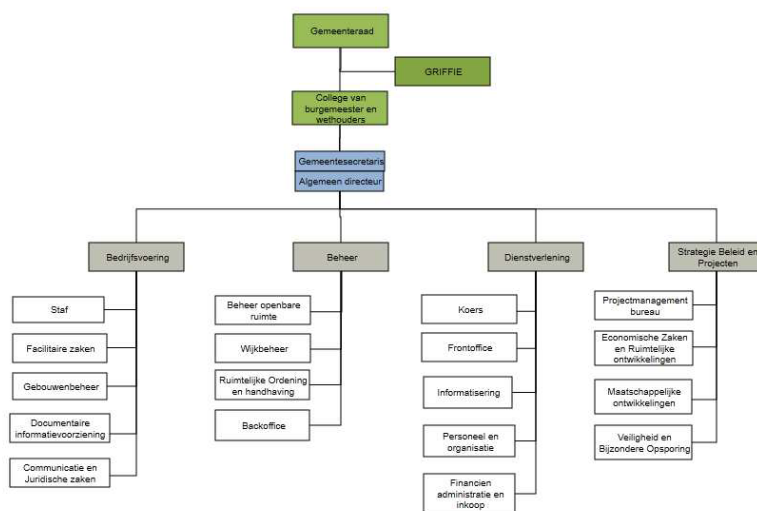 Gemeenteraad
GRIFFIE
College van
burgemeester en
wethouders
Gemeentesecretaris
Algemeen directeur
Bedrijfsvoering
Staf
Facilitaire zaken
Gebouwenbeheer
Documentaire
informatievoorziening
Communicatie en
Juridische zaken
Beheer
Beheer openbare
ruimte
Wijkbeheer
Ruimtelijke Ordening
en handhaving
Backoffice
Dienstverlening
Koers
Frontoffice
Informatisering
Personeel en
organisatie
Financien
administratie en
inkoop
Strategie Beleid en
Projecten
Projectmanagement
bureau
Economische Zaken
en Ruimtelijke
ontwikkelingen
Maatschappelijke
ontwikkelingen
Veiligheid en
Bijzondere Opsporing